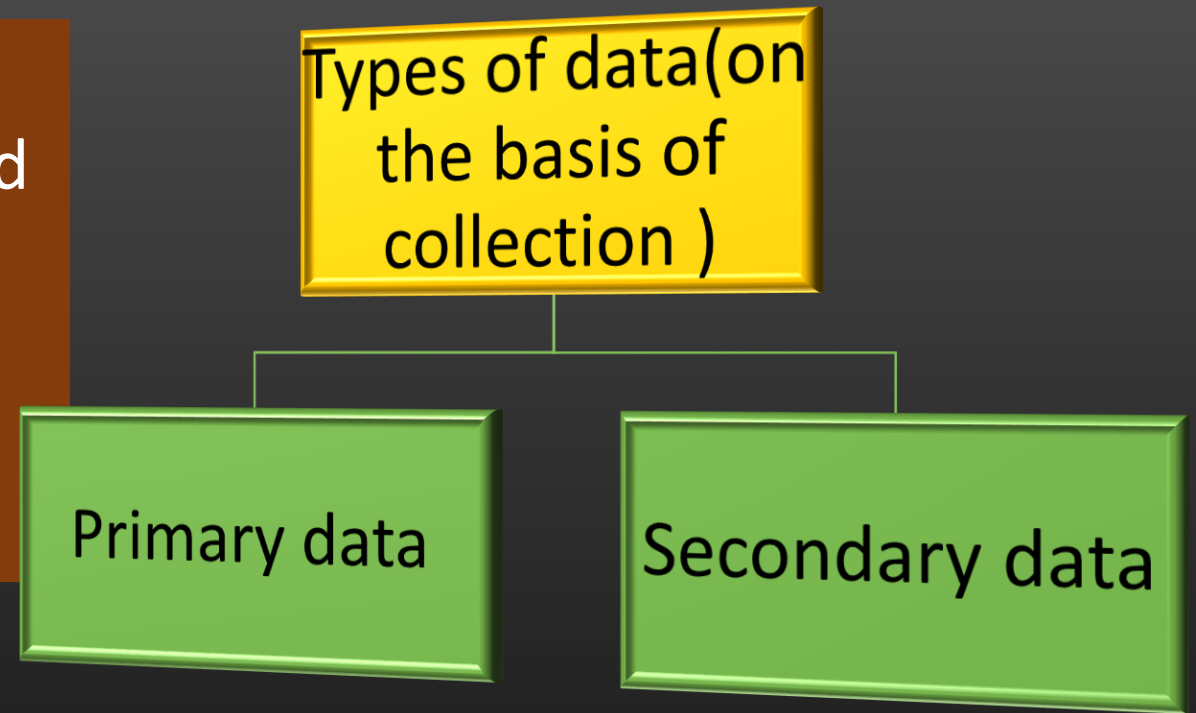 Types of data(on
the basis of
collection )
Primary data
Secondary data